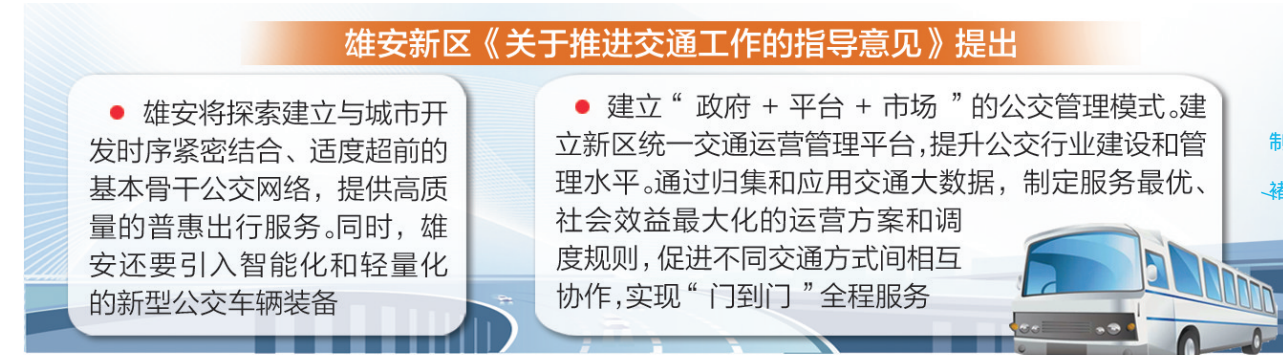 雄安新区《关于推进交通工作的指导意见》提出
● 雄安将探索建立与城市开
发时序紧密结合、适度超前的
基本骨干公交网络，提供高质
量的普惠出行服务。同时，雄
安还要引入智能化和轻量化
的新型公交车辆装备
● 建立“政府+平台+市场”的公交管理模式。建
立新区统一交通运营管理平台，提升公交行业建设和管
理水平。通过归集和应用交通大数据，制定服务最优、
社会效益最大化的运营方案和调
度规则，促进不同交通方式间相互
协作，实现“门到门”全程服务